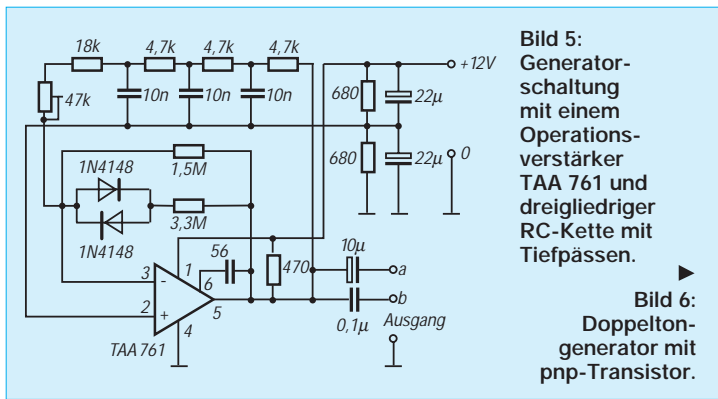 18k 4,7k 4,7k 4,7k
+12V
47k 10n 10n 10n
680 22µ
0
1,5M
680 22µ
1N4148
3,3M
1N4148
56
470
10µ
a
3 - 1 6
2 + 5
4
b
0,1µ Ausgang
TAA 761
Bild 5:
Generator-
schaltung
mit einem
Operations-
verstärker
TAA 761 und
dreigliedriger
RC-Kette mit
Tiefpässen.
Bild 6:
Doppelton-
generator mit
pnp-Transistor.